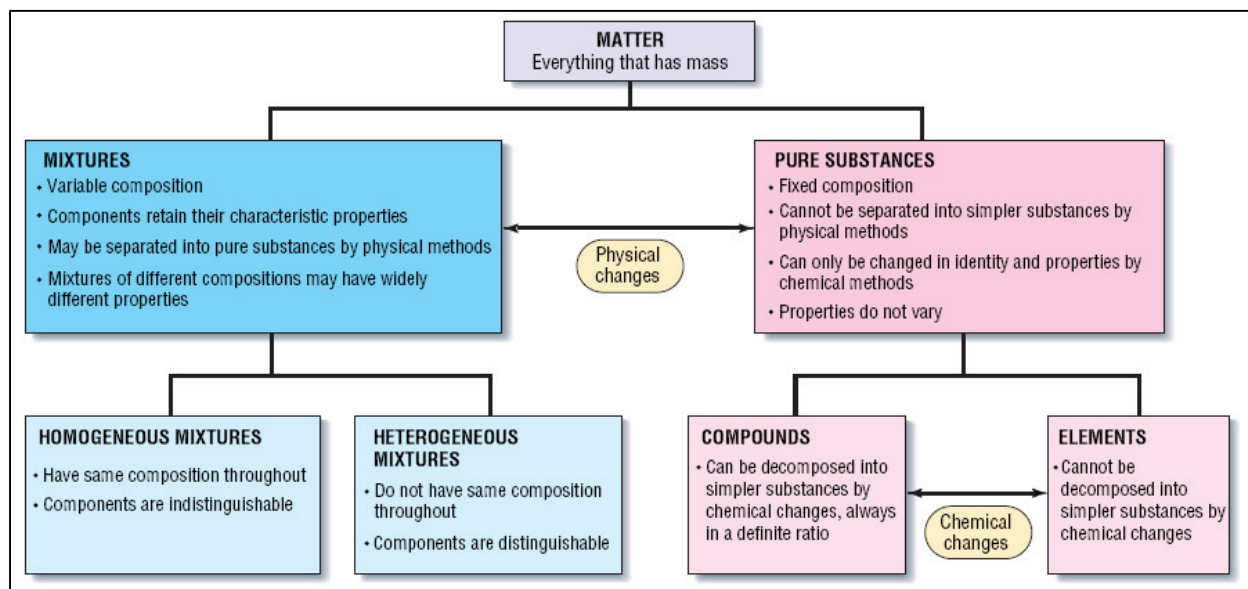 MATTER
Everything that has mass
MIXTURES
• Variable composition
• Components retain their characteristic properties
• May be separated into pure substances by physical methods
• Mixtures of different compositions may have widely
different properties
Physical
changes
PURE SUBSTANCES
• Fixed composition
• Cannot be separated into simpler substances by
physical methods
• Can only be changed in identity and properties by
chemical methods
• Properties do not vary
HOMOGENEOUS MIXTURES
• Have same composition throughout
• Components are indistinguishable
HETEROGENEOUS
MIXTURES
• Do not have same composition
throughout
• Components are distinguishable
COMPOUNDS
• Can be decomposed into
simpler substances by
chemical changes, always
in a definite ratio
Chemical
changes
ELEMENTS
• Cannot be
decomposed into
simpler substances by
chemical changes